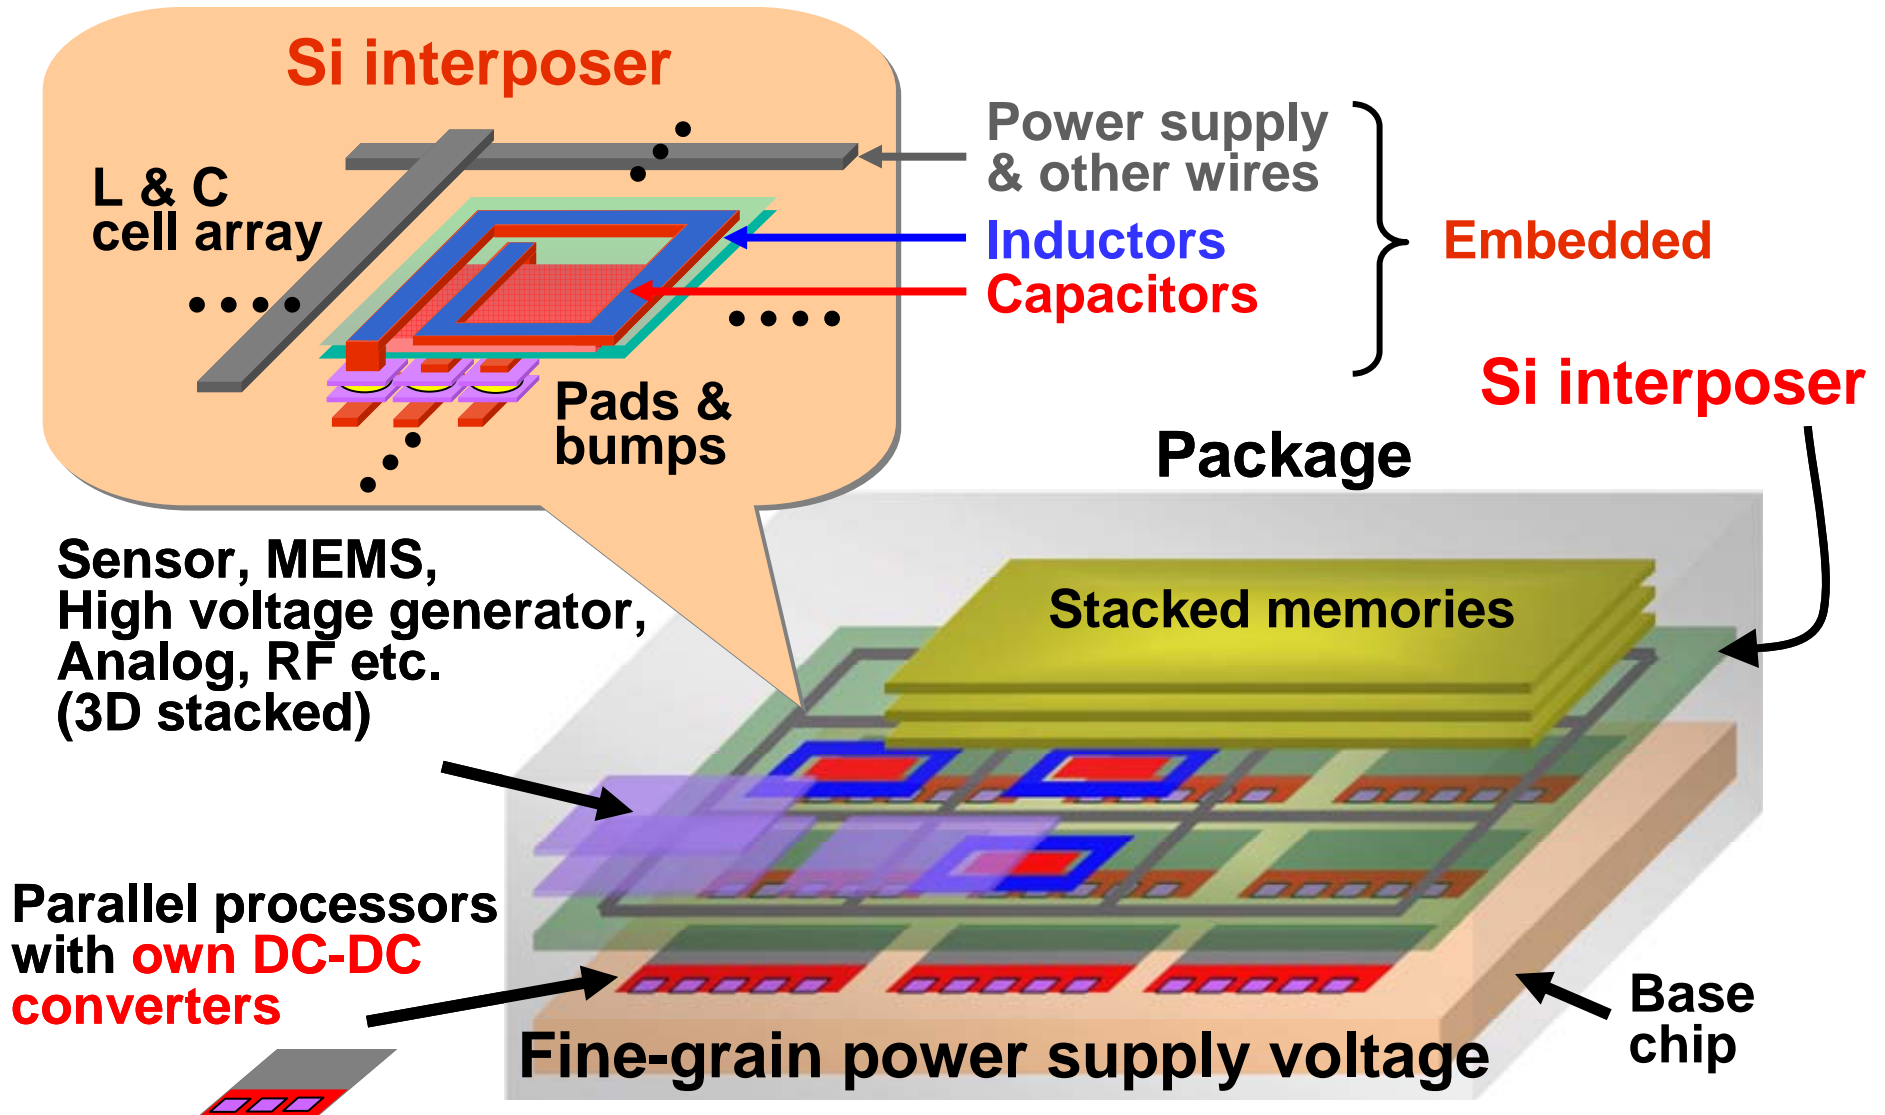 Si interposer
L & C
cell array
Pads &
bumps
Power supply
& other wires
Inductors
Capacitors
Embedded
Si interposer
Package
Sensor, MEMS,
High voltage generator,
Analog, RF etc.
(3D stacked)
Stacked memories
Parallel processors
with own DC-DC
converters
Base
chip
Fine-grain power supply voltage